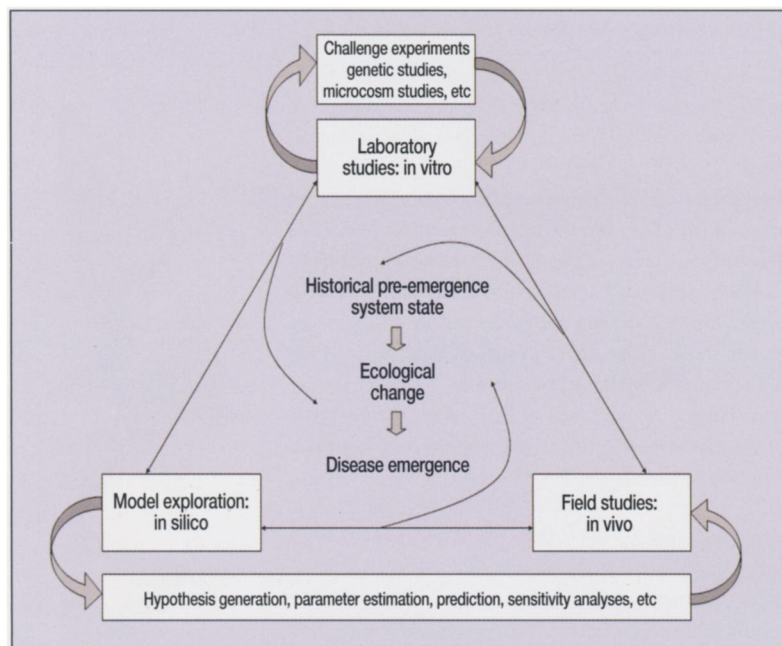 Challenge experiments
genetic studies,
microcosm studies, etc
Laboratory
studies: in vitro
Historical pre-emergence
system state
Ecological
change
Disease emergence
Model exploration:
in silico
Field studies:
in vivo
Hypothesis generation, parameter estimation, prediction, sensitivity analyses, etc